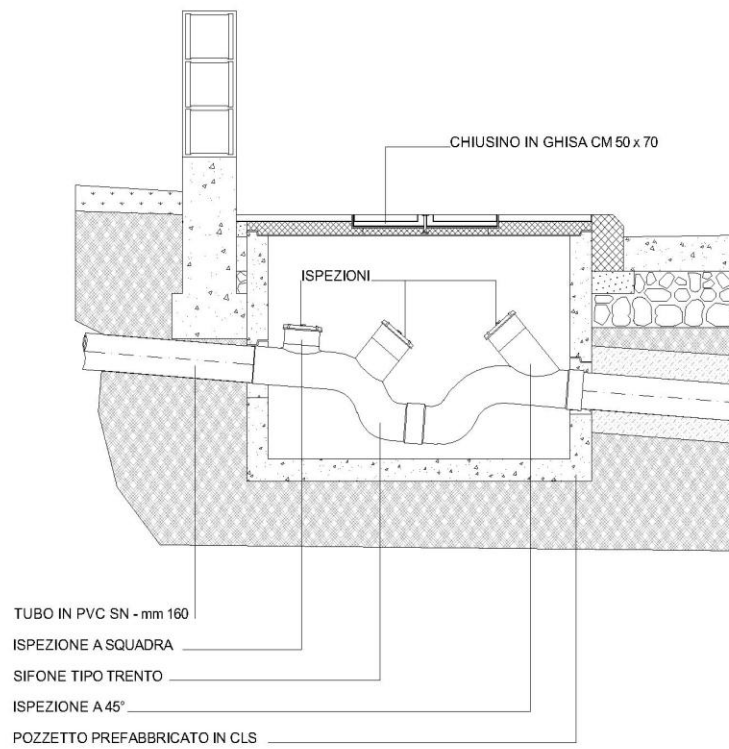 CHIUSINO IN GHISA CM 50 x 70
ISPEZIONI
TUBO IN PVC SN - mm 160
ISPEZIONE A SQUADRA
SIFONE TIPO TRENTO
ISPEZIONE A 45°
POZZETTO PREFABBRICATO IN CLS